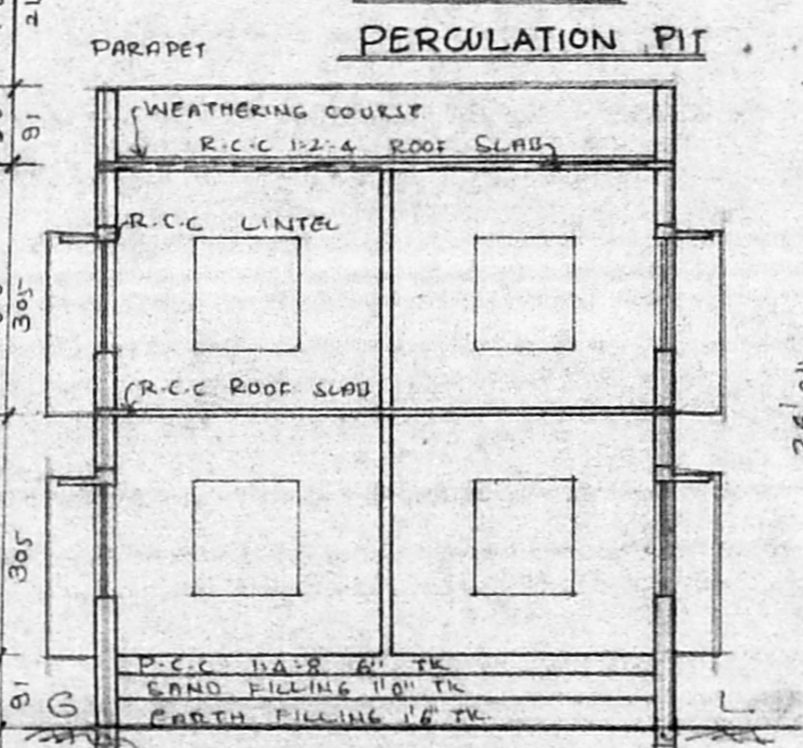 PERCULATION PIT
PARAPET
WEATHERING COURSE
R.C.C 1-2-4 ROOF SLAB
91
R.C.C LINTEL
305
R.C.C ROOF SLAB
305
P.C.C 1-4-8 6" TK
SAND FILLING 1'0" TK
91
G
L.
EARTH FILLING 1'6" TK